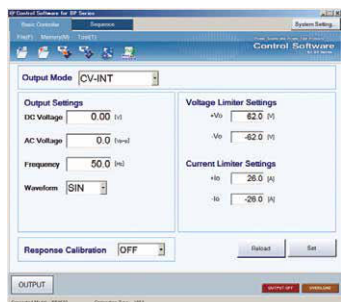 Control Software for BP Series
Basic Controller Sequence System Setting...
File(F) Memory(M) Tool(T)
Control Software
Output Mode CV-INT
Output Settings
DC Voltage 0.00 [V]
AC Voltage 0.0
Frequency 50.0 [Hz]
Waveform SIN
Voltage Limiter Settings
+Vo 62.0 [V]
-Vo -62.0 [V]
Current Limiter Settings
+Io 26.0 [A]
-Io -26.0 [A]
Response Calibration OFF
Reload Set
OUTPUT
OUTPUT OFF OVERLOAD